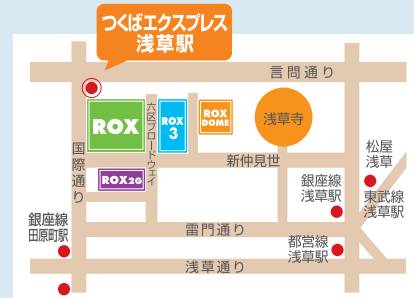 つくばエクスプレス
浅草駅
言問通り
ROX
六区ブロードウェイ
ROX
3
ROX
DOME
浅草寺
国際通り
新仲見世
松屋
浅草
ROX2G
銀座線
浅草駅
東武線
浅草駅
銀座線
田原町駅
雷門通り
都営線
浅草駅
浅草通り